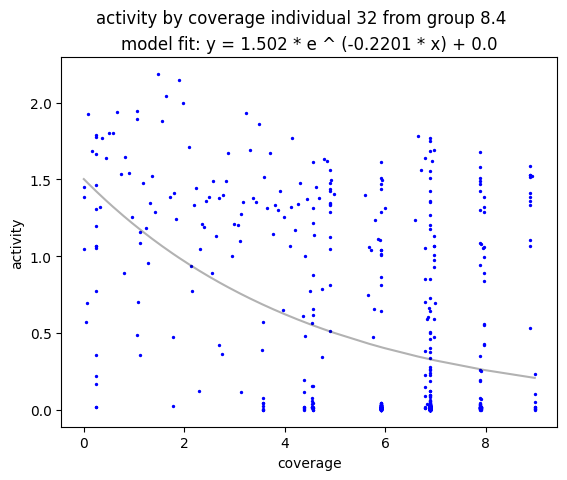 activity by coverage individual 32 from group 8.4
model fit: y = 1.502 * e ^ (-0.2201 * x) + 0.0
2.0
1.5
1.0
0.5
0.0
activity
0 2 4 6 8
coverage